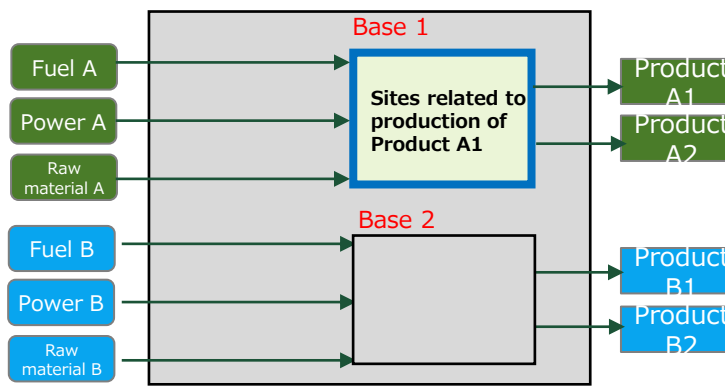 Base 1
Fuel A
Power A
Raw
material A
Sites related to
production of
Product A1
Product
A1
Product
A2
Base 2
Fuel B
Power B
Raw
material B
Product
B1
Product
B2